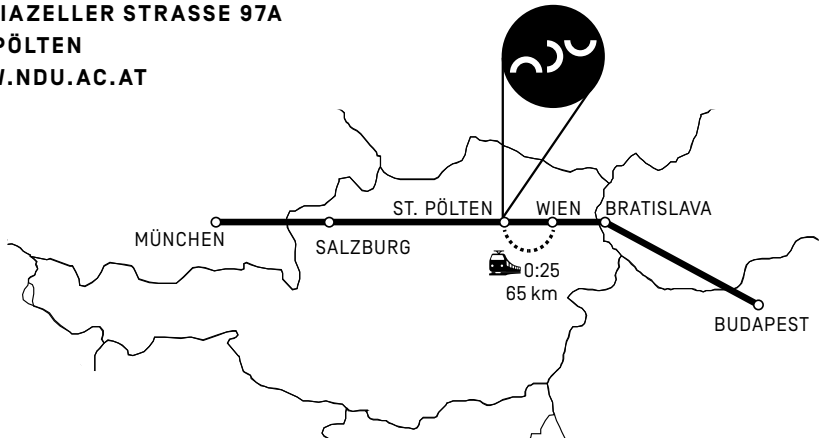 IAZELLER STRASSE 97A
PÖLTEN
.NDU.AC.AT
ST. PÖLTEN
WIEN
BRATISLAVA
MÜNCHEN
SALZBURG
0:25
65 km
BUDAPEST